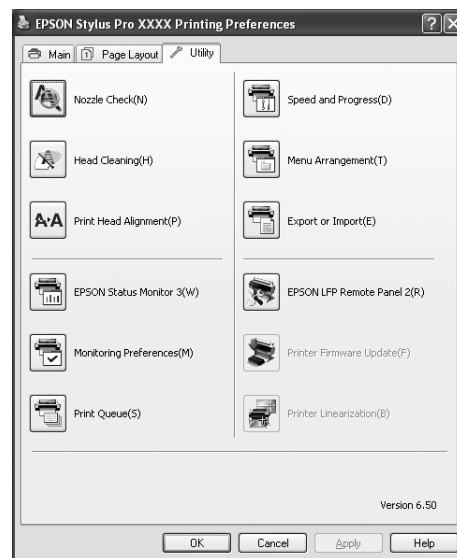 EPSON Stylus Pro XXXX Printing Preferences
Main
1 Page Layout
Utility
Nozzle Check(N)
Speed and Progress(D)
Head Cleaning(H)
Menu Arrangement(T)
A·A
Print Head Alignment(P)
Export or Import(E)
EPSON Status Monitor 3(W)
EPSON LFP Remote Panel 2(R)
Monitoring Preferences(M)
Printer Firmware Update(F)
Print Queue(S)
Printer Linearization(B)
Version 6.50
OK
Cancel
Apply
Help